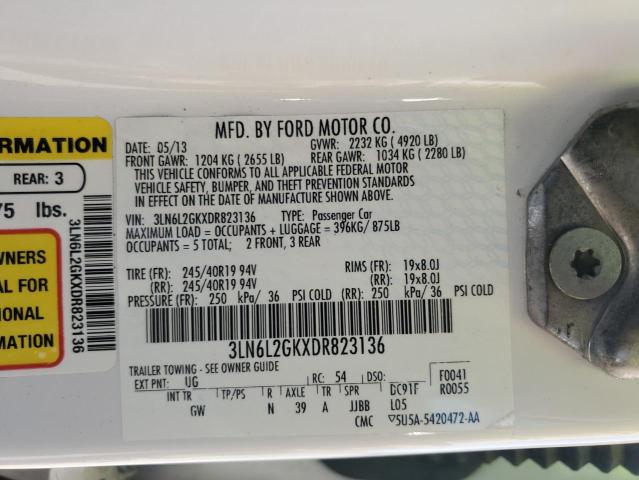 MFD. BY FORD MOTOR CO.
DATE: 05/13 GVWR: 2232 KG ( 4920 LB)
FRONT GAWR: 1204 KG ( 2655 LB) REAR GAWR: 1034 KG ( 2280 LB)
THIS VEHICLE CONFORMS TO ALL APPLICABLE FEDERAL MOTOR
VEHICLE SAFETY, BUMPER, AND THEFT PREVENTION STANDARDS
IN EFFECT ON THE DATE OF MANUFACTURE SHOWN ABOVE.
VIN: 3LN6L2GKXDR823136 TYPE: Passenger Car
MAXIMUM LOAD = OCCUPANTS + LUGGAGE = 396KG/ 875LB
OCCUPANTS = 5 TOTAL; 2 FRONT, 3 REAR
TIRE (FR): 245/40R19 94V RIMS (FR): 19x8.0J
(RR): 245/40R19 94V (RR): 19x8.0J
PRESSURE (FR): 250 kPa/ 36 PSI COLD (RR): 250 kPa/ 36 PSI COLD
3LN6L2GKXDR823136
TRAILER TOWING - SEE OWNER GUIDE
EXT PNT: UG RC: 54 DSO: F0041
INT TR TP/PS R AXLE TR SPR DC91F R0055
GW N 39 A JJBB L05
CMC ▽5U5A-5420472-AA
RMATION
REAR: 3
75 lbs.
3LN6L2GKXDR823136
WNERS
AL FOR
IONAL